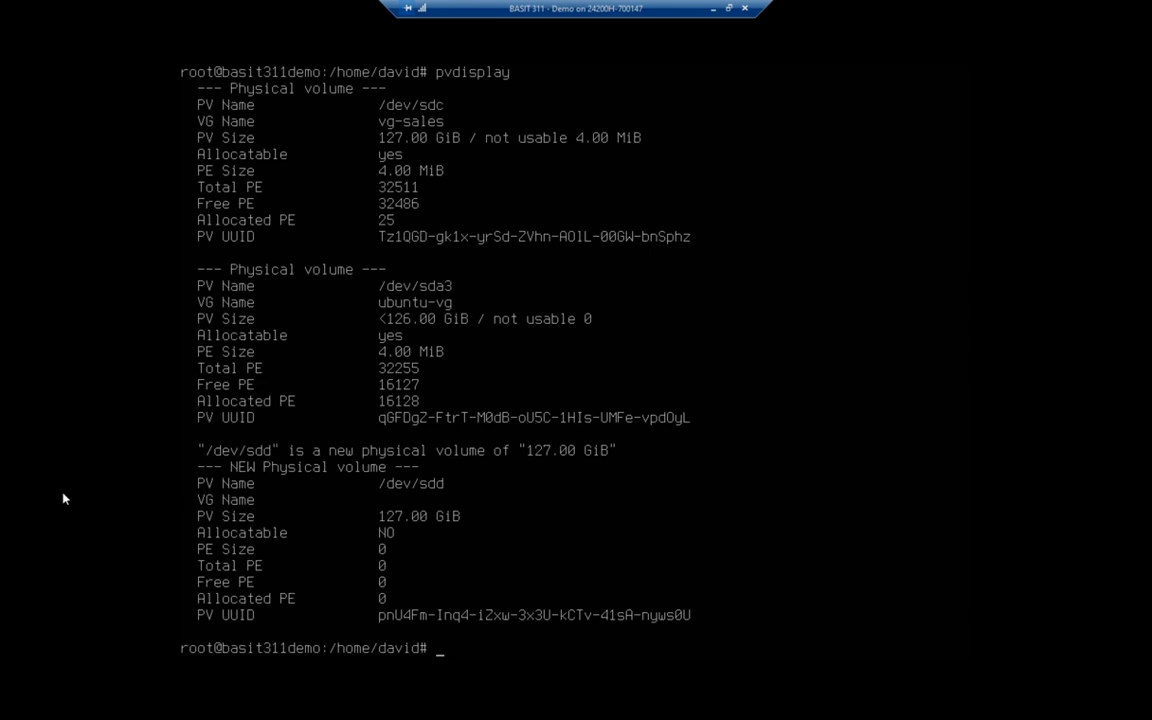 BASIT 311 - Demo on 24200H-700147
root@basit311demo:/home/david# pvdisplay
--- Physical volume ---
PV Name /dev/sdc
VG Name vg-sales
PV Size 127.00 GiB / not usable 4.00 MiB
Allocatable yes
PE Size 4.00 MiB
Total PE 32511
Free PE 32486
Allocated PE 25
PV UUID Tz1QGD-gk1x-yrSd-ZVhn-AOlL-00GW-bnSphz
--- Physical volume ---
PV Name /dev/sda3
VG Name ubuntu-vg
PV Size <126.00 GiB / not usable 0
Allocatable yes
PE Size 4.00 MiB
Total PE 32255
Free PE 16127
Allocated PE 16128
PV UUID qGFDgZ-FtrT-M0dB-oU5C-1HIs-UMFe-vpdOyL
"/dev/sdd" is a new physical volume of "127.00 GiB"
--- NEW Physical volume ---
PV Name /dev/sdd
VG Name
PV Size 127.00 GiB
Allocatable NO
PE Size 0
Total PE 0
Free PE 0
Allocated PE 0
PV UUID pnU4Fm-Inq4-iZxw-3x3U-kCTv-41sA-nyws0U
root@basit311demo:/home/david# _